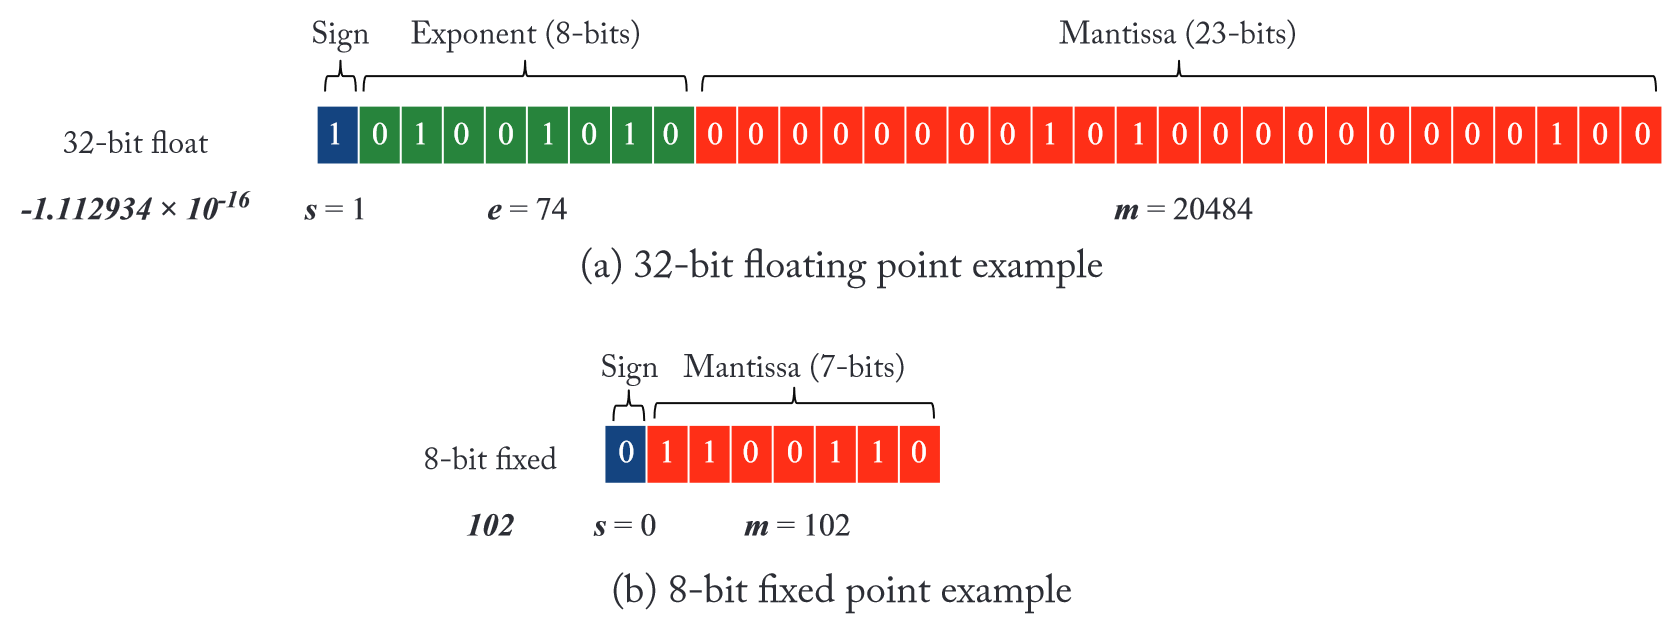 Sign Exponent (8-bits) Mantissa (23-bits)
32-bit float 1 0 1 0 0 1 0 1 0 0 0 0 0 0 0 0 0 1 0 1 0 0 0 0 0 0 0 0 0 1 0 0
-1.112934 × 10-16 s = 1 e = 74 m = 20484
(a) 32-bit floating point example
Sign Mantissa (7-bits)
8-bit fixed 0 1 1 0 0 1 1 0
102 s = 0 m = 102
(b) 8-bit fixed point example